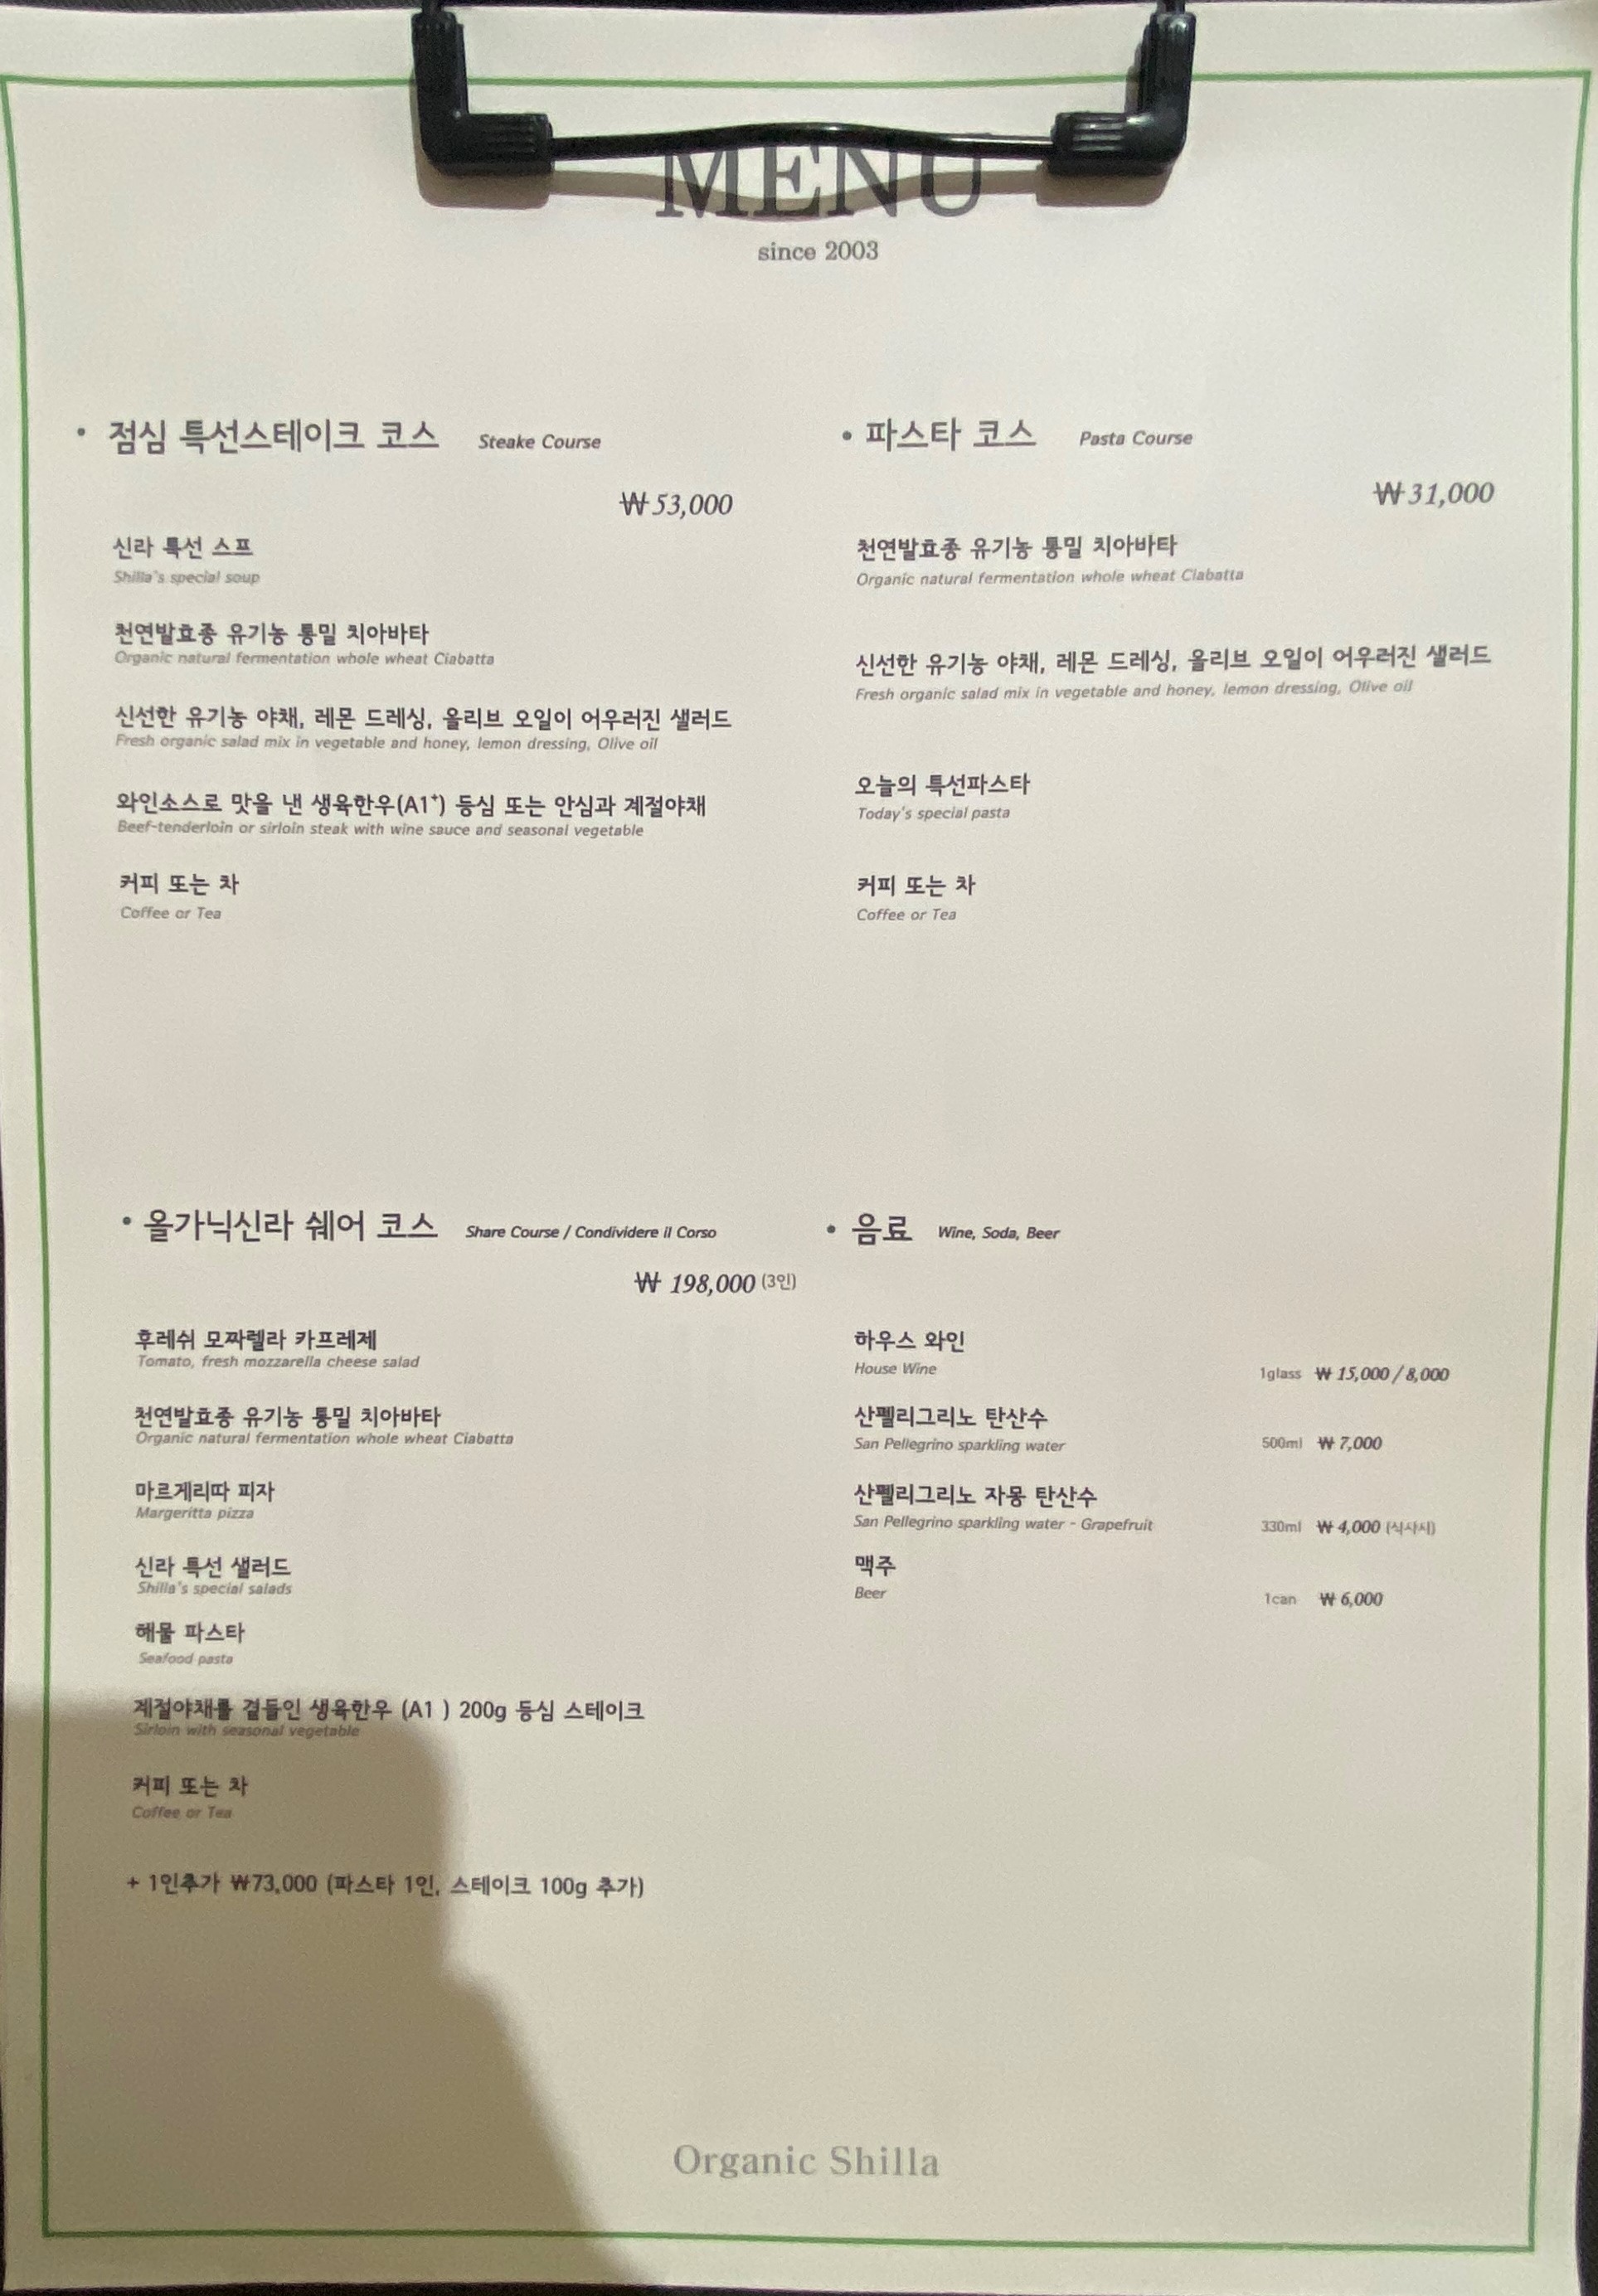 MENU
since 2003
• 점심 특선스테이크 코스 Steake Course
₩53,000
신라 특선 스프
Shilla's special soup
천연발효종 유기농 통밀 치아바타
Organic natural fermentation whole wheat Ciabatta
신선한 유기농 야채, 레몬 드레싱, 올리브 오일이 어우러진 샐러드
Fresh organic salad mix in vegetable and honey, lemon dressing, Olive oil
와인소스로 맛을 낸 생육한우(A1⁺) 등심 또는 안심과 계절야채
Beef-tenderloin or sirloin steak with wine sauce and seasonal vegetable
커피 또는 차
Coffee or Tea
• 파스타 코스 Pasta Course
₩31,000
천연발효종 유기농 통밀 치아바타
Organic natural fermentation whole wheat Ciabatta
신선한 유기농 야채, 레몬 드레싱, 올리브 오일이 어우러진 샐러드
Fresh organic salad mix in vegetable and honey, lemon dressing, Olive oil
오늘의 특선파스타
Today's special pasta
커피 또는 차
Coffee or Tea
• 올가닉신라 쉐어 코스 Share Course / Condividere il Corso
₩ 198,000 (3인)
후레쉬 모짜렐라 카프레제
Tomato, fresh mozzarella cheese salad
천연발효종 유기농 통밀 치아바타
Organic natural fermentation whole wheat Ciabatta
마르게리따 피자
Margeritta pizza
신라 특선 샐러드
Shilla's special salads
해물 파스타
Seafood pasta
계절야채를 곁들인 생육한우 (A1 ) 200g 등심 스테이크
Sirloin with seasonal vegetable
커피 또는 차
Coffee or Tea
+ 1인추가 ₩73,000 (파스타 1인, 스테이크 100g 추가)
• 음료 Wine, Soda, Beer
하우스 와인
House Wine 1glass ₩ 15,000 / 8,000
산펠리그리노 탄산수
San Pellegrino sparkling water 500ml ₩ 7,000
산펠리그리노 자몽 탄산수
San Pellegrino sparkling water - Grapefruit 330ml ₩ 4,000 (식사시)
맥주
Beer 1can ₩ 6,000
Organic Shilla